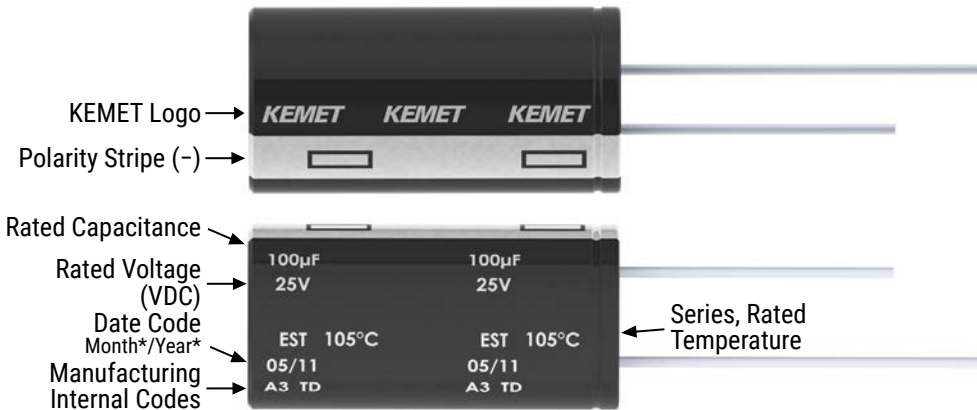 KEMET Logo
KEMET KEMET KEMET
Polarity Stripe (−)
Rated Capacitance
100µF 100µF
Rated Voltage
(VDC)
25V 25V
Date Code
Month*/Year*
EST 105°C EST 105°C
05/11 05/11
Series, Rated
Temperature
Manufacturing
Internal Codes
A3 TD A3 TD